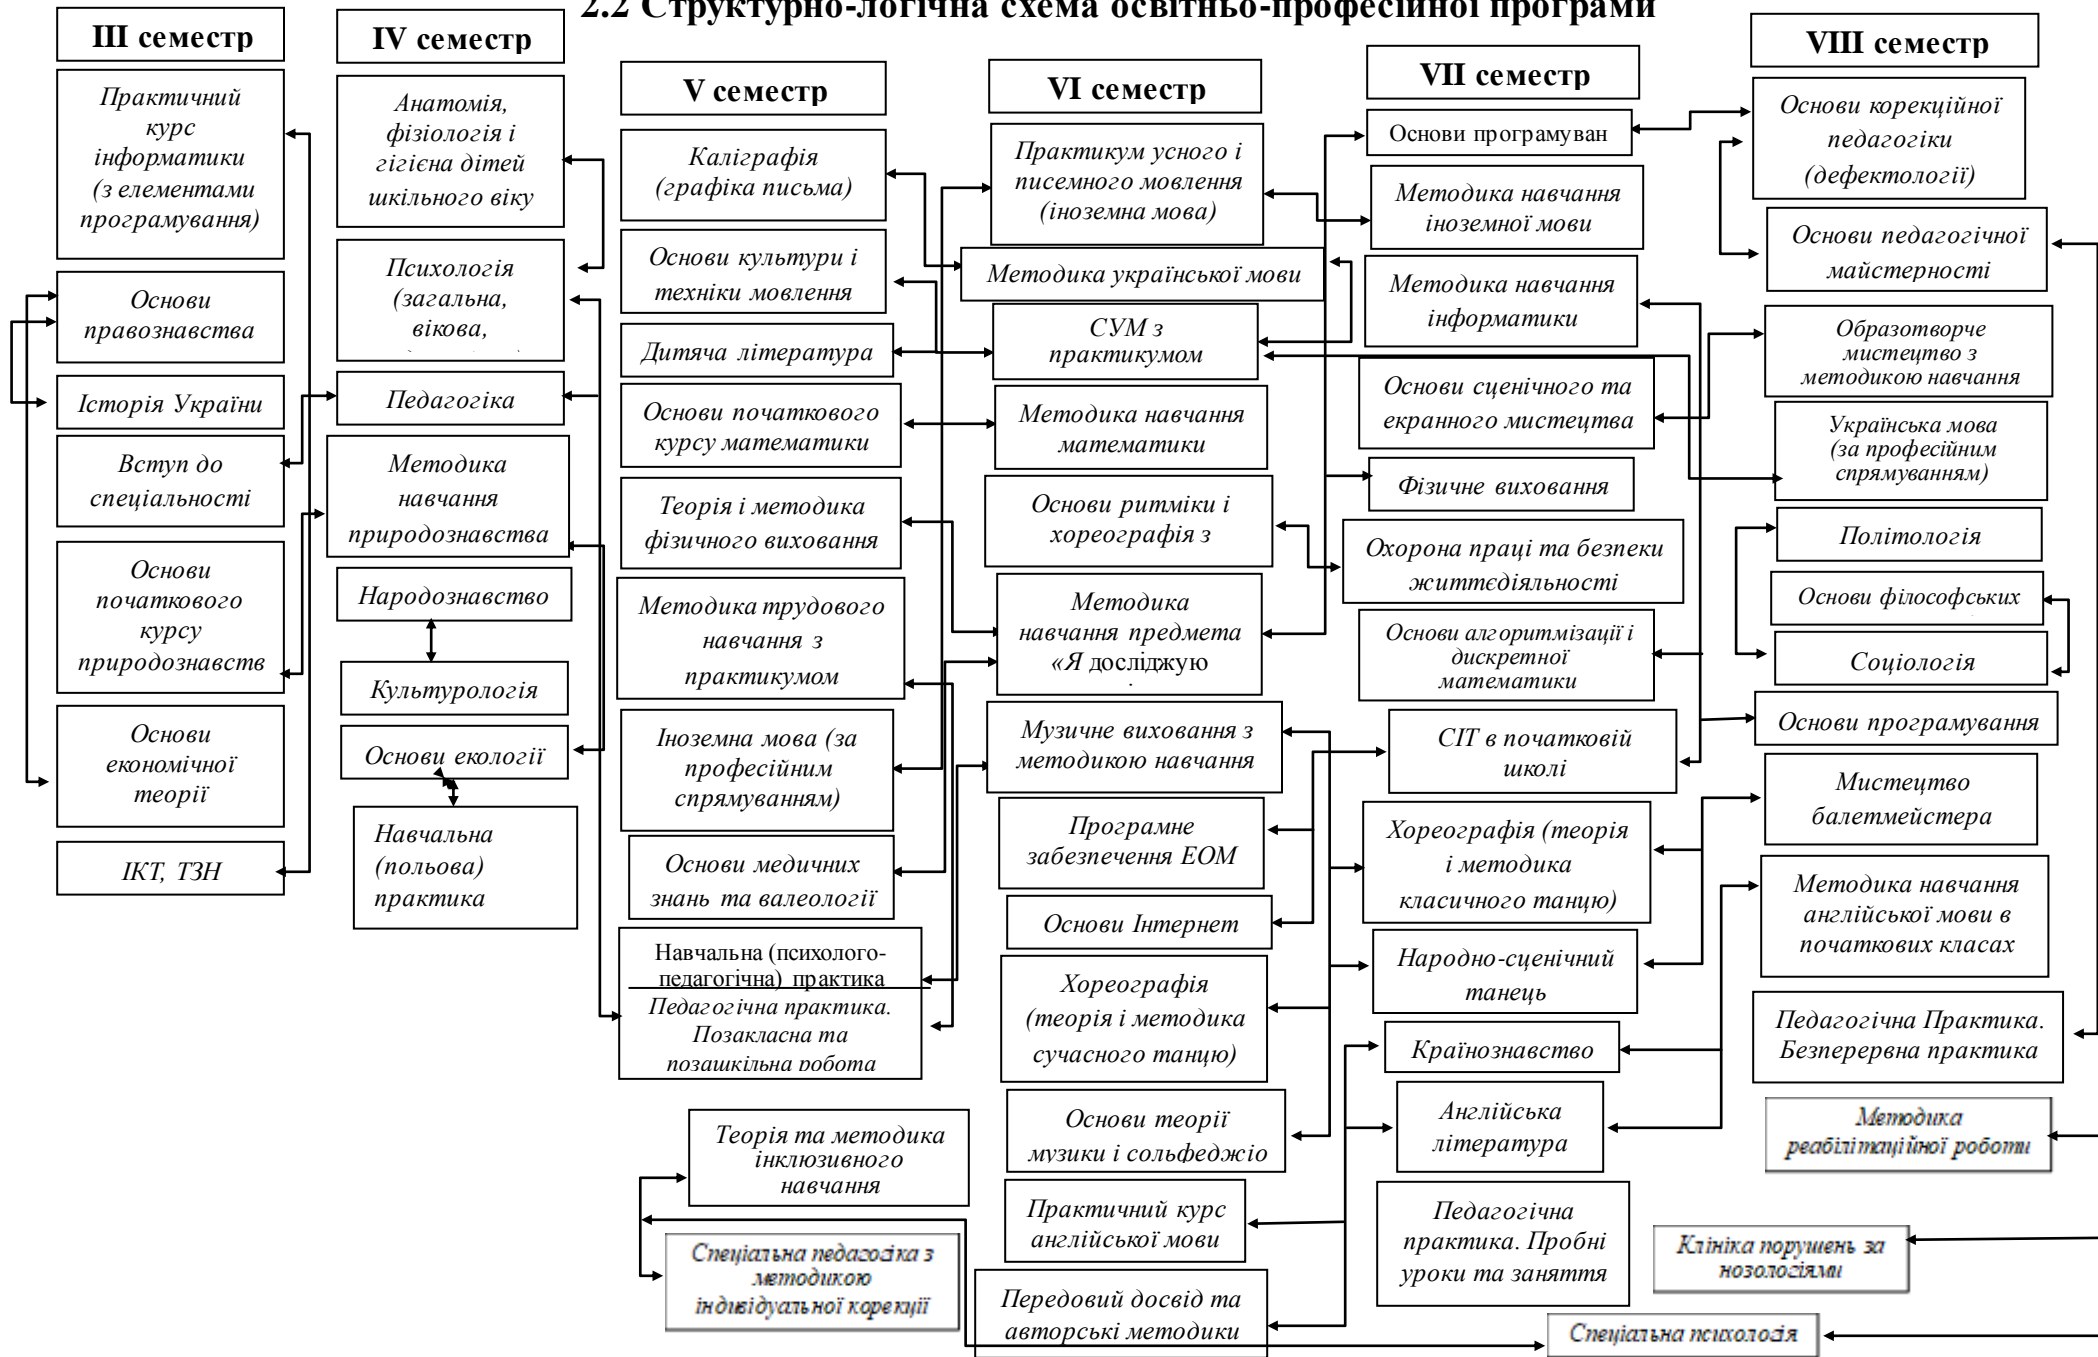 2.2 Структурно-логічна схема освітньо-професійної програми
III семестр
Практичний
курс
інформатики
(з елементами
програмування)
Основи
правознавства
Історія України
Вступ до
спеціальності
Основи
початкового
курсу
природознавств
Основи
економічної
теорії
ІКТ, ТЗН
IV семестр
Анатомія,
фізіологія і
гігієна дітей
шкільного віку
Психологія
(загальна,
вікова,
Педагогіка
Методика
навчання
природознавства
Народознавство
Культурологія
Основи екології
Навчальна
(польова)
практика
V семестр
Каліграфія
(графіка письма)
Основи культури і
техніки мовлення
Дитяча література
Основи початкового
курсу математики
Теорія і методика
фізичного виховання
Методика трудового
навчання з
практикумом
Іноземна мова (за
професійним
спрямуванням)
Основи медичних
знань та валеології
Навчальна (психолого-
педагогічна) практика
Педагогічна практика.
Позакласна та
позашкільна робота
Теорія та методика
інклюзивного
навчання
Спеціальна педагогіка з
методикою
індивідуальної корекції
VI семестр
Практикум усного і
писемного мовлення
(іноземна мова)
Методика української мови
СУМ з
практикумом
Методика навчання
математики
Основи ритміки і
хореографія з
Методика
навчання предмета
«Я досліджую
Музичне виховання з
методикою навчання
Програмне
забезпечення ЕОМ
Основи Інтернет
Хореографія
(теорія і методика
сучасного танцю)
Основи теорії
музики і сольфеджіо
Практичний курс
англійської мови
Передовий досвід та
авторські методики
VII семестр
Основи програмуван
Методика навчання
іноземної мови
Методика навчання
інформатики
Основи сценічного та
екранного мистецтва
Фізичне виховання
Охорона праці та безпеки
життєдіяльності
Основи алгоритмізації і
дискретної
математики
СІТ в початковій
школі
Хореографія (теорія
і методика
класичного танцю)
Народно-сценічний
танець
Країнознавство
Англійська
література
Педагогічна
практика. Пробні
уроки та заняття
Спеціальна психологія
VIII семестр
Основи корекційної
педагогіки
(дефектології)
Основи педагогічної
майстерності
Образотворче
мистецтво з
методикою навчання
Українська мова
(за професійним
спрямуванням)
Політологія
Основи філософських
Соціологія
Основи програмування
Мистецтво
балетмейстера
Методика навчання
англійської мови в
початкових класах
Педагогічна Практика.
Безперервна практика
Методика
реабілітаційної роботи
Клініка порушень за
нозологіями